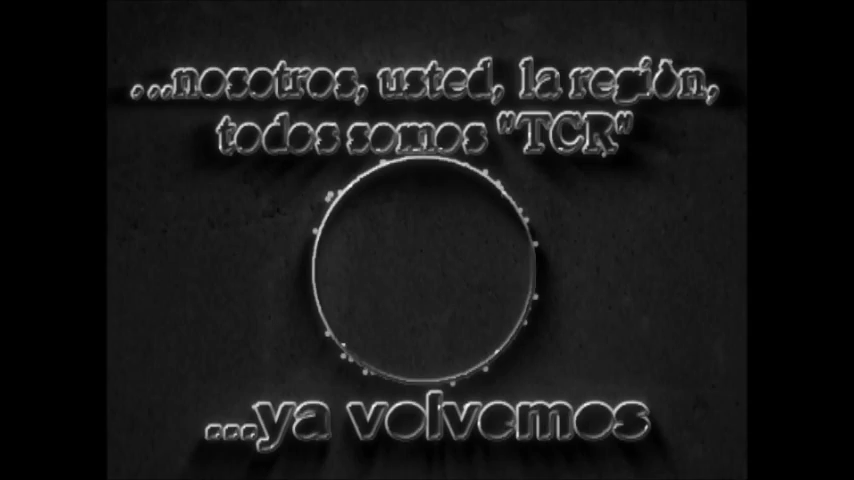 ...nosotros, usted, la región,
todos somos "TCR"
...ya volvemos